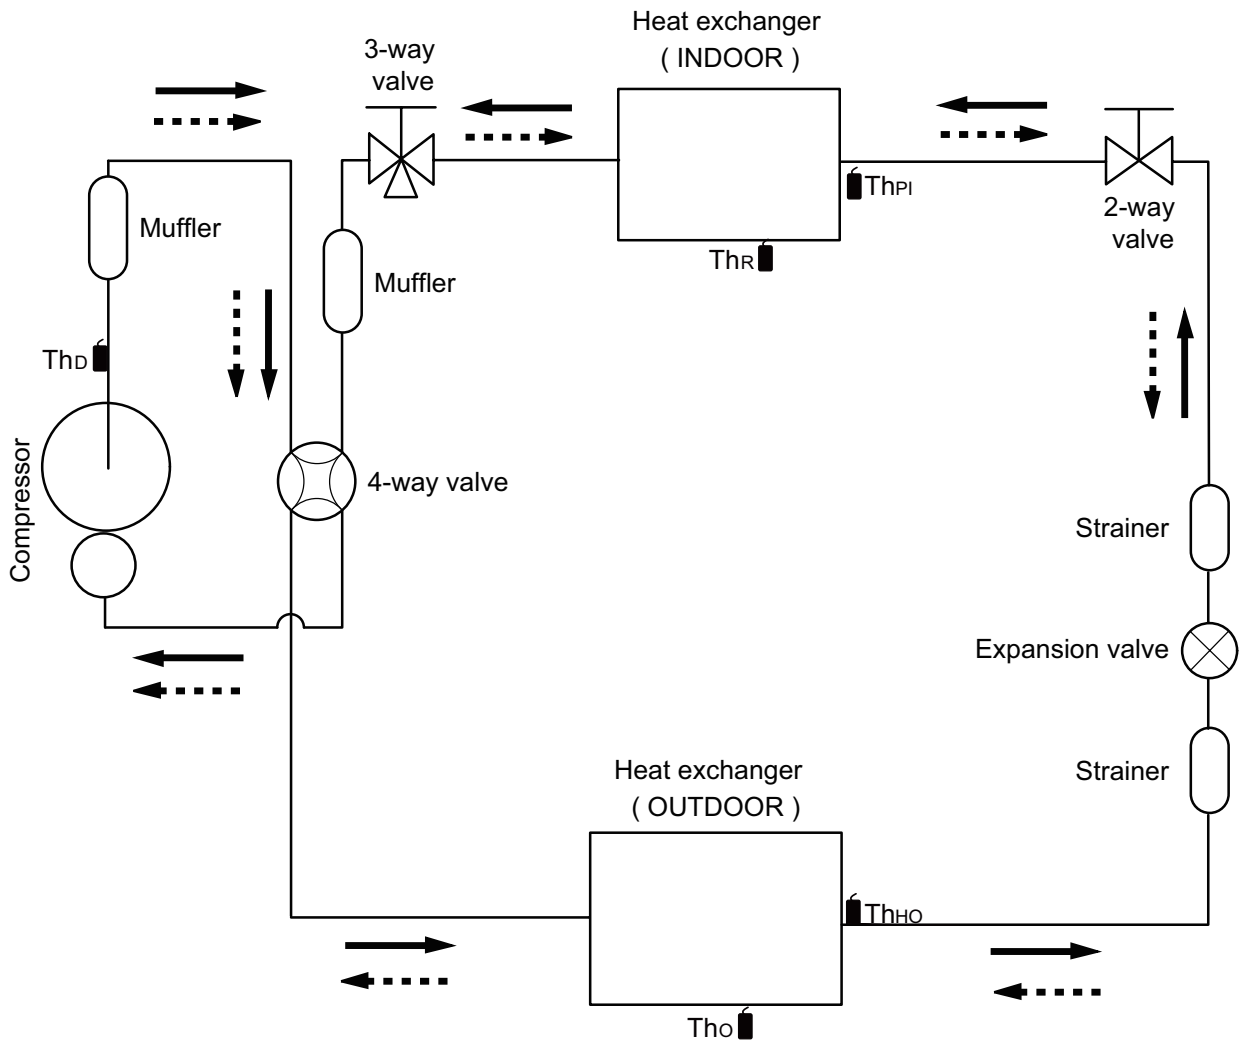 Heat exchanger
( INDOOR )
3-way
valve
Muffler
ThPI
2-way
valve
ThR
Muffler
ThD
Compressor
4-way valve
Strainer
Expansion valve
Strainer
Heat exchanger
( OUTDOOR )
ThHO
ThO